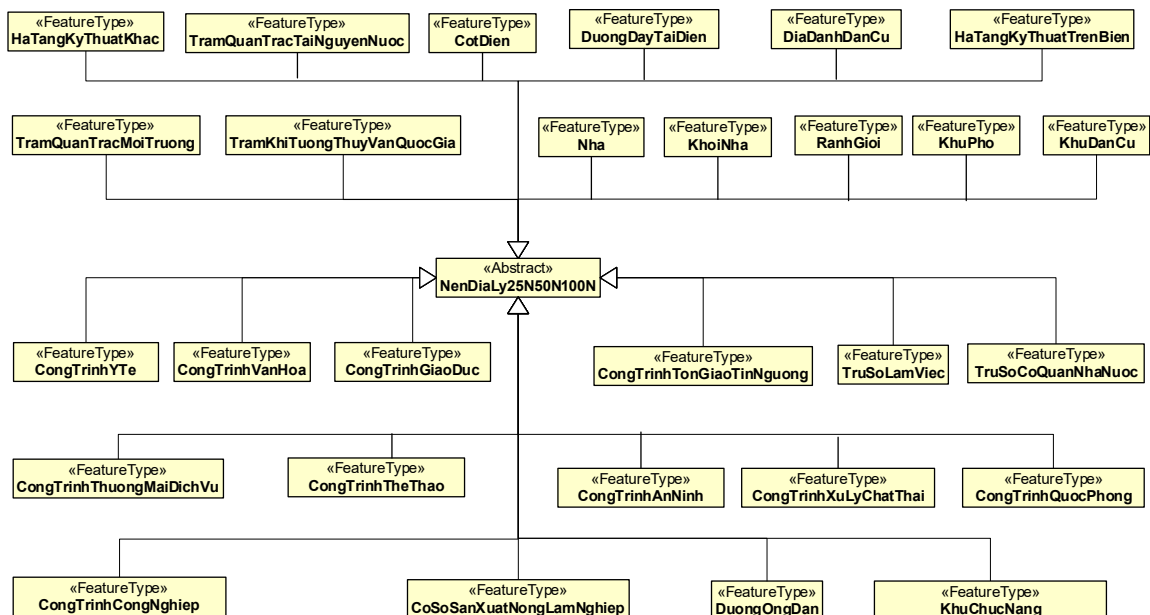 «FeatureType»
HaTangKyThuatKhac
«FeatureType»
TramQuanTracTaiNguyenNuoc
«FeatureType»
CotDien
«FeatureType»
DuongDayTaiDien
«FeatureType»
DiaDanhDanCu
«FeatureType»
HaTangKyThuatTrenBien
«FeatureType»
TramQuanTracMoiTruong
«FeatureType»
TramKhiTuongThuyVanQuocGia
«FeatureType»
Nha
«FeatureType»
KhoiNha
«FeatureType»
RanhGioi
«FeatureType»
KhuPho
«FeatureType»
KhuDanCu
«Abstract»
NenDiaLy25N50N100N
«FeatureType»
CongTrinhYTe
«FeatureType»
CongTrinhVanHoa
«FeatureType»
CongTrinhGiaoDuc
«FeatureType»
CongTrinhTonGiaoTinNguong
«FeatureType»
TruSoLamViec
«FeatureType»
TruSoCoQuanNhaNuoc
«FeatureType»
CongTrinhThuongMaiDichVu
«FeatureType»
CongTrinhTheThao
«FeatureType»
CongTrinhAnNinh
«FeatureType»
CongTrinhXuLyChatThai
«FeatureType»
CongTrinhQuocPhong
«FeatureType»
CongTrinhCongNghiep
«FeatureType»
CoSoSanXuatNongLamNghiep
«FeatureType»
DuongOngDan
«FeatureType»
KhuChucNang